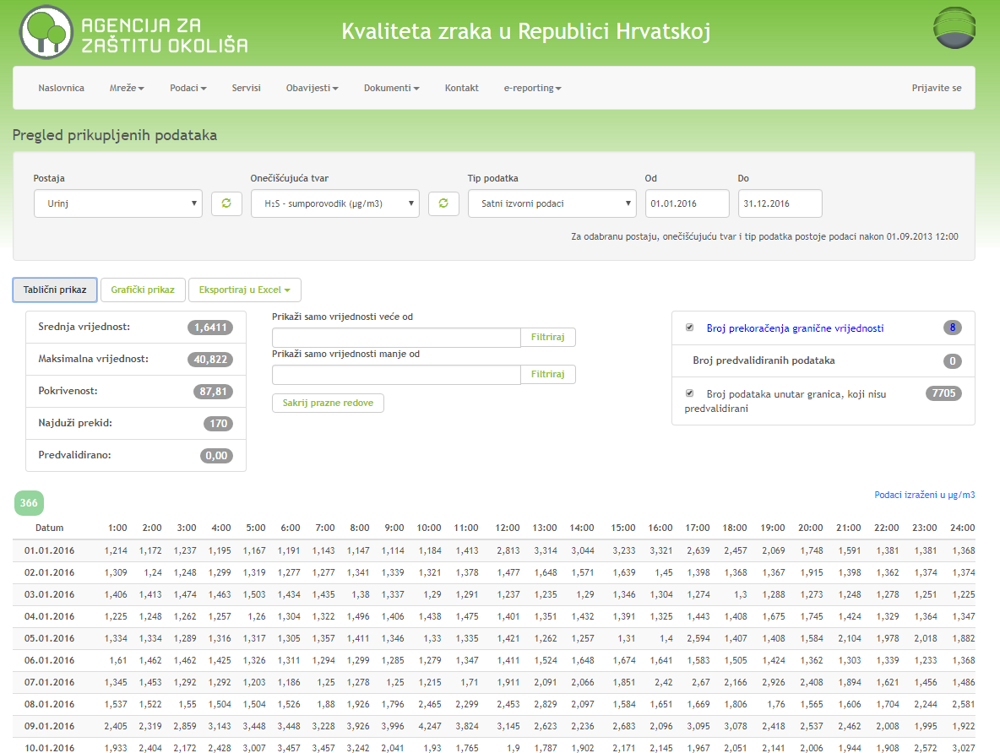 AGENCIJA ZA
ZAŠTITU OKOLIŠA
Kvaliteta zraka u Republici Hrvatskoj
Naslovnica Mreže Podaci Servisi Obavijesti Dokumenti Kontakt e-reporting Prijavite se
Pregled prikupljenih podataka
Postaja Onečišćujuća tvar Tip podatka Od Do
Urinj H₂S - sumporovodik (µg/m3) Satni izvorni podaci 01.01.2016 31.12.2016
Za odabranu postaju, onečišćujuću tvar i tip podatka postoje podaci nakon 01.09.2013 12:00
Tablični prikaz Grafički prikaz Eksportiraj u Excel
Srednja vrijednost: 1,6411
Maksimalna vrijednost: 40,822
Pokrivenost: 87,81
Najduži prekid: 170
Predvalidirano: 0,00
Prikaži samo vrijednosti veće od
Filtriraj
Prikaži samo vrijednosti manje od
Filtriraj
Sakrij prazne redove
Broj prekoračenja granične vrijednosti 8
Broj predvalidiranih podataka 0
Broj podataka unutar granica, koji nisu 7705
predvalidirani
366
Podaci izraženi u µg/m3
Datum 1:00 2:00 3:00 4:00 5:00 6:00 7:00 8:00 9:00 10:00 11:00 12:00 13:00 14:00 15:00 16:00 17:00 18:00 19:00 20:00 21:00 22:00 23:00 24:00
01.01.2016 1,214 1,172 1,237 1,195 1,167 1,191 1,143 1,147 1,114 1,184 1,413 2,813 3,314 3,044 3,233 3,321 2,639 2,457 2,069 1,748 1,591 1,381 1,381 1,368
02.01.2016 1,309 1,24 1,248 1,299 1,319 1,277 1,277 1,341 1,339 1,321 1,378 1,477 1,648 1,571 1,639 1,45 1,398 1,368 1,367 1,915 1,398 1,362 1,374 1,374
03.01.2016 1,406 1,413 1,474 1,463 1,503 1,434 1,435 1,38 1,337 1,29 1,291 1,237 1,235 1,29 1,346 1,304 1,274 1,3 1,288 1,273 1,248 1,278 1,251 1,225
04.01.2016 1,225 1,248 1,262 1,257 1,26 1,304 1,322 1,496 1,406 1,438 1,475 1,401 1,351 1,432 1,391 1,325 1,443 1,408 1,675 1,745 1,424 1,329 1,364 1,347
05.01.2016 1,334 1,334 1,289 1,316 1,317 1,305 1,357 1,411 1,346 1,33 1,335 1,421 1,262 1,257 1,31 1,4 2,594 1,407 1,408 1,584 2,104 1,978 2,018 1,882
06.01.2016 1,61 1,462 1,462 1,425 1,326 1,311 1,294 1,299 1,285 1,279 1,347 1,411 1,524 1,648 1,674 1,641 1,583 1,505 1,424 1,362 1,303 1,339 1,233 1,368
07.01.2016 1,345 1,453 1,292 1,292 1,203 1,186 1,25 1,278 1,25 1,215 1,71 1,911 2,091 2,066 1,851 2,42 2,67 2,166 2,926 2,408 1,894 1,621 1,456 1,486
08.01.2016 1,537 1,522 1,55 1,504 1,504 1,526 1,88 1,926 1,796 2,465 2,299 2,453 2,829 2,097 1,584 1,651 1,669 1,806 1,76 1,565 1,606 1,704 2,244 2,581
09.01.2016 2,405 2,319 2,859 3,143 3,448 3,448 3,228 3,926 3,996 4,247 3,824 3,145 2,623 2,236 2,683 2,096 3,095 3,078 2,418 2,537 2,462 2,008 1,995 1,922
10.01.2016 1,933 2,404 2,172 2,428 3,007 3,457 3,457 3,242 2,041 1,93 1,765 1,9 1,787 1,902 2,171 2,145 1,967 2,051 2,141 2,006 1,944 1,908 2,572 3,027